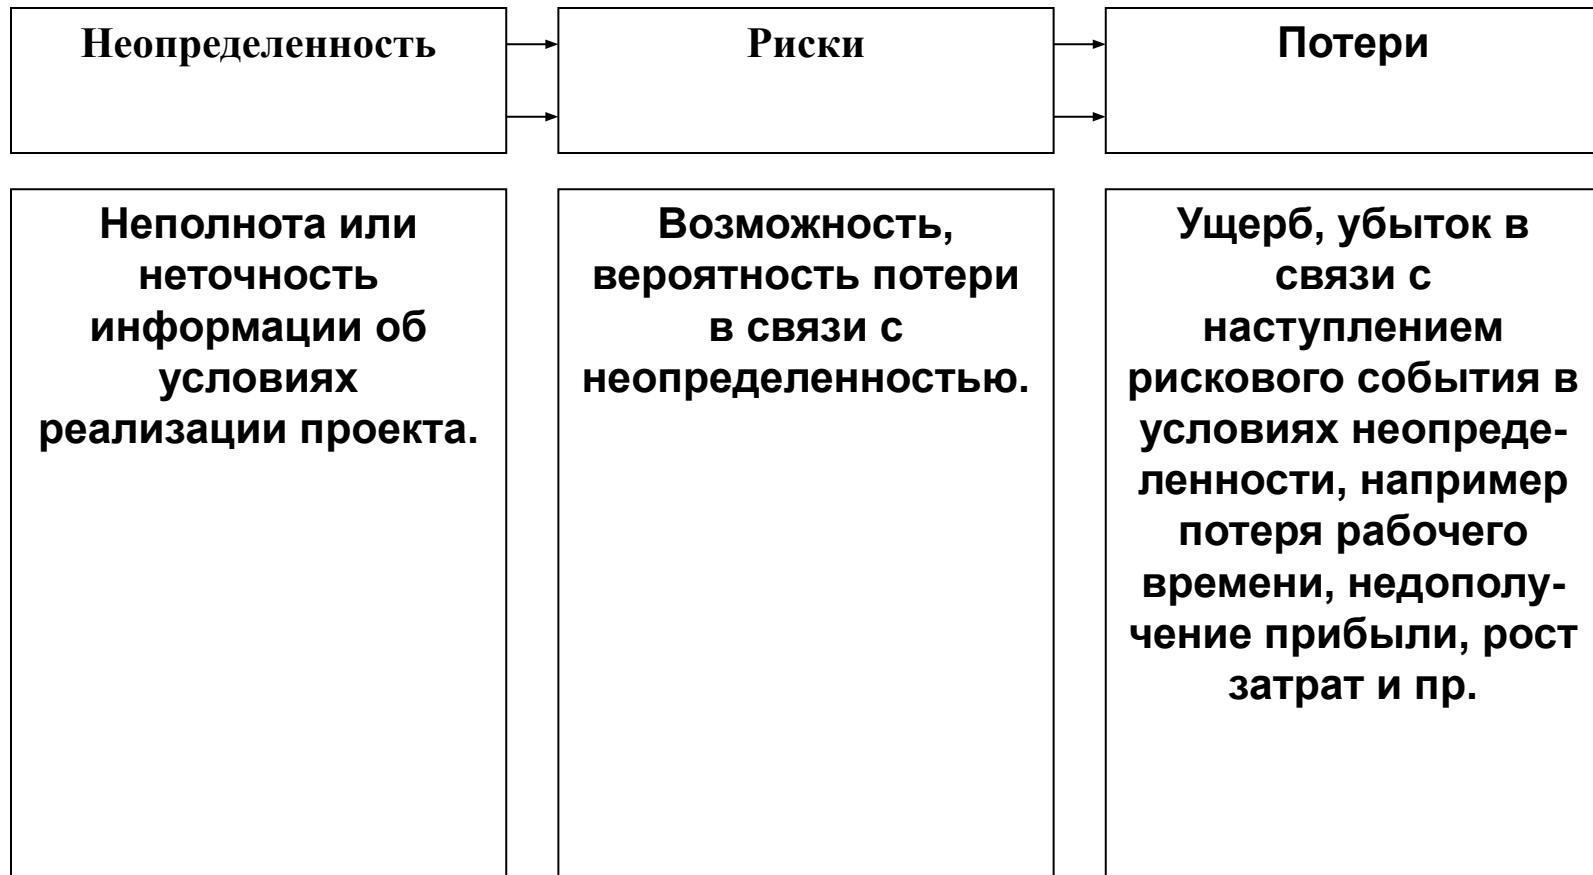 Неопределенность
Риски
Потери
Неполнота или
неточность
информации об
условиях
реализации проекта.
Возможность,
вероятность потери
в связи с
неопределенностью.
Ущерб, убыток в
связи с
наступлением
рискового события в
условиях неопреде-
ленности, например
потеря рабочего
времени, недополу-
чение прибыли, рост
затрат и пр.